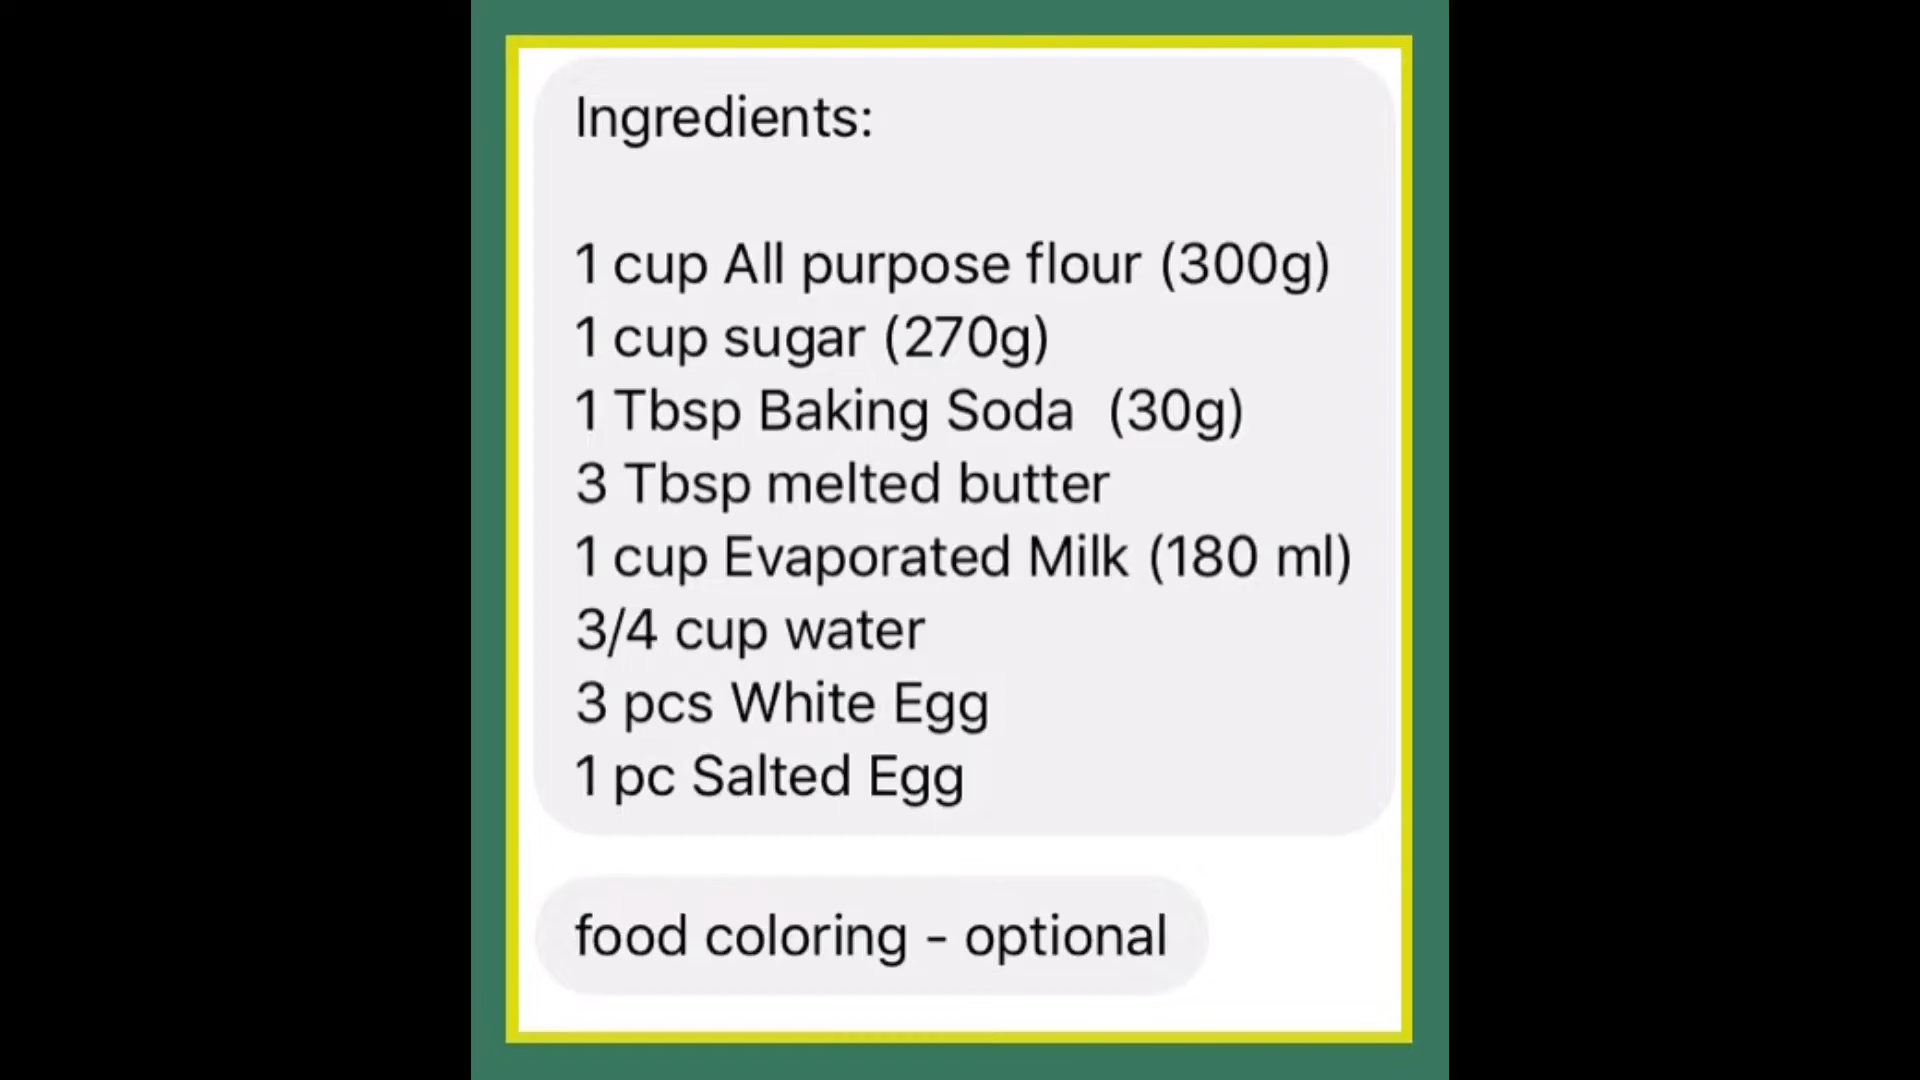 Ingredients:
1 cup All purpose flour (300g)
1 cup sugar (270g)
1 Tbsp Baking Soda (30g)
3 Tbsp melted butter
1 cup Evaporated Milk (180 ml)
3/4 cup water
3 pcs White Egg
1 pc Salted Egg
food coloring - optional